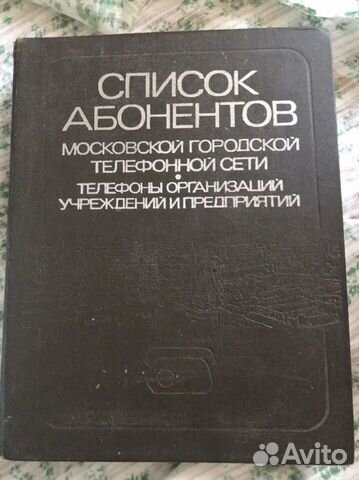 СПИСОК
АБОНЕНТОВ
МОСКОВСКОЙ ГОРОДСКОЙ
ТЕЛЕФОННОЙ СЕТИ
•
ТЕЛЕФОНЫ ОРГАНИЗАЦИЙ
УЧРЕЖДЕНИЙ И ПРЕДПРИЯТИЙ
Avito